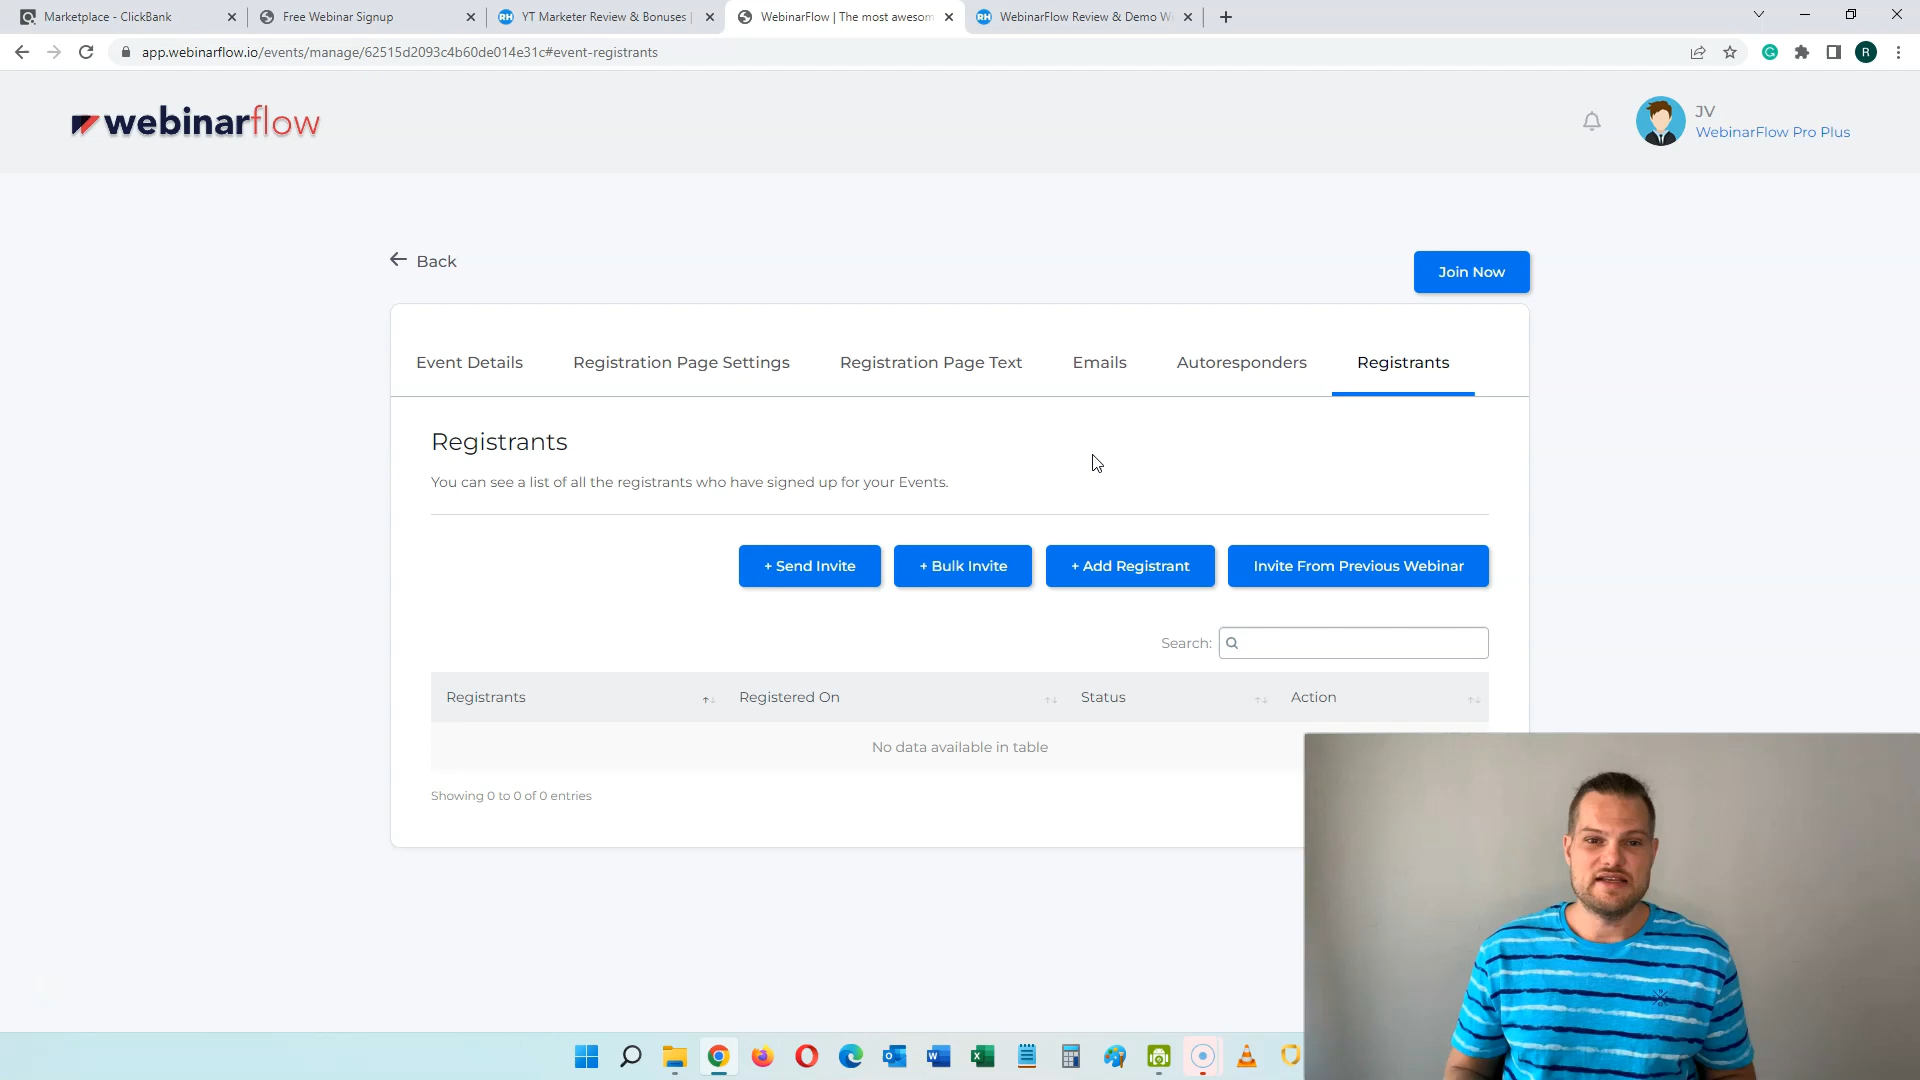 Marketplace - ClickBank
Free Webinar Signup
YT Marketer Review & Bonuses |
WebinarFlow | The most awesom
WebinarFlow Review & Demo Wi
app.webinarflow.io/events/manage/62515d2093c4b60de014e31c#event-registrants
R
webinarflow
JV
WebinarFlow Pro Plus
Back
Join Now
Event Details
Registration Page Settings
Registration Page Text
Emails
Autoresponders
Registrants
Registrants
You can see a list of all the registrants who have signed up for your Events.
+ Send Invite
+ Bulk Invite
+ Add Registrant
Invite From Previous Webinar
Search:
Registrants
Registered On
Status
Action
No data available in table
Showing 0 to 0 of 0 entries